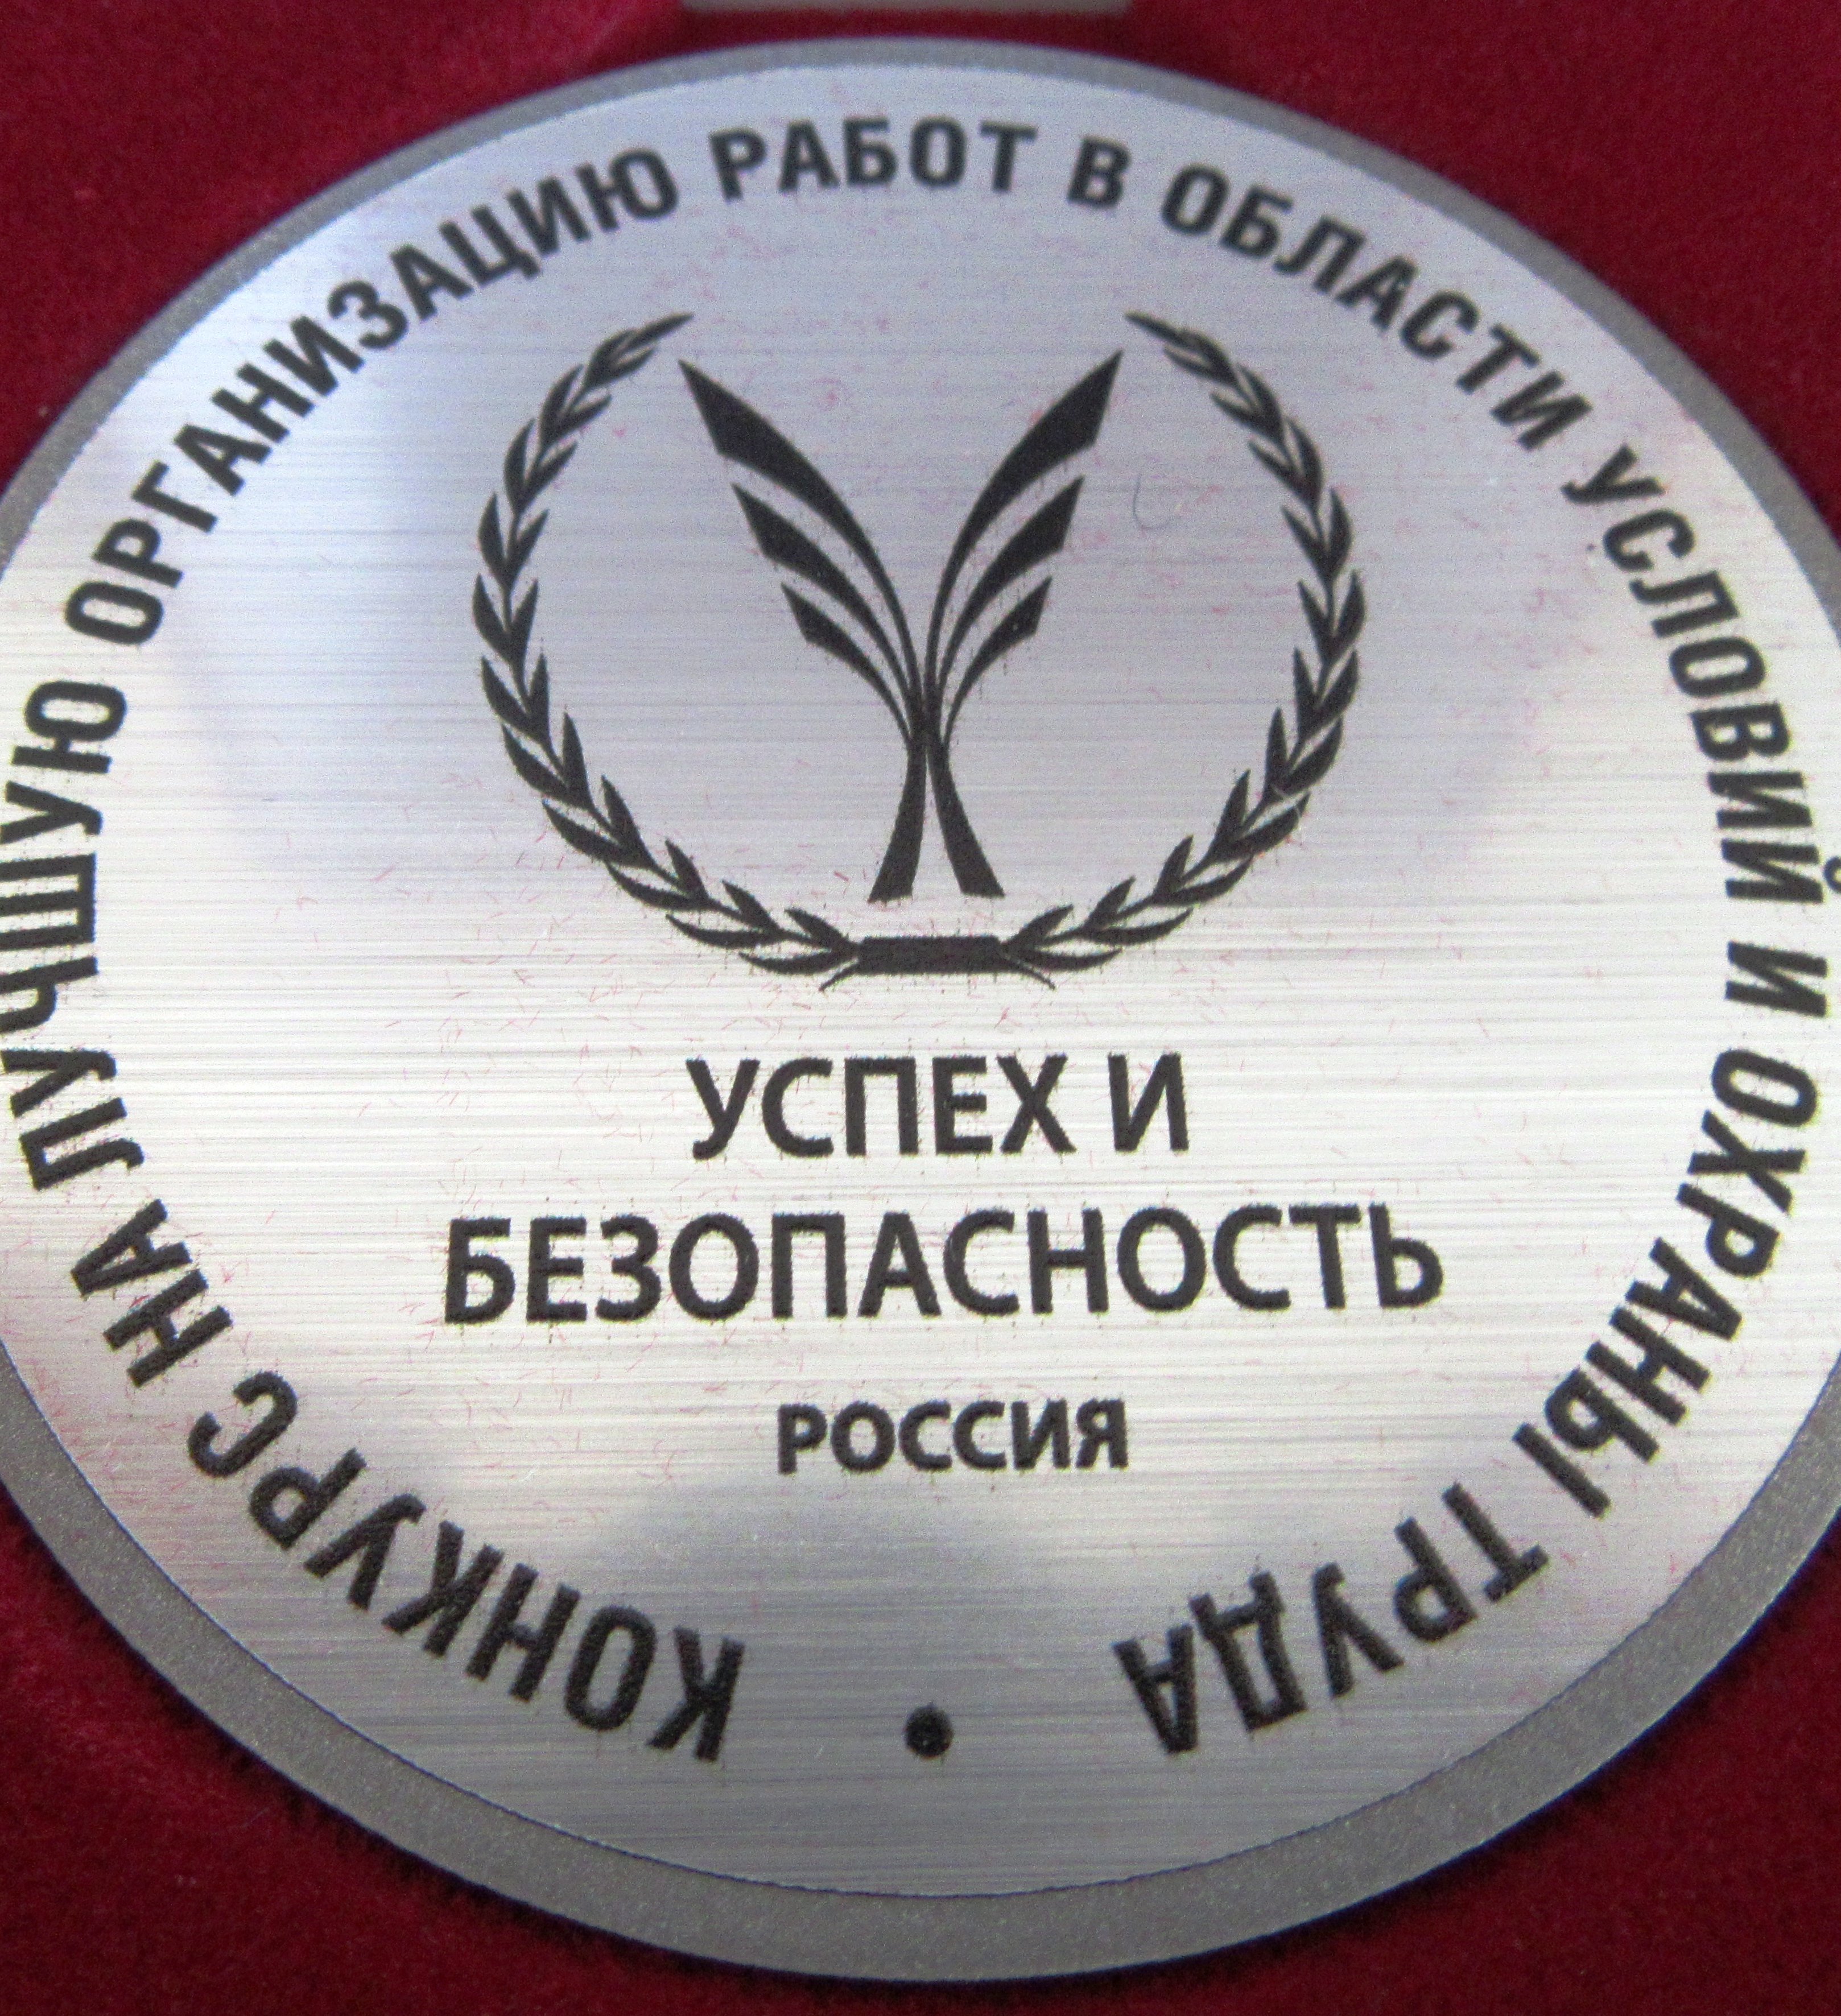 КОНКУРС НА ЛУЧШУЮ ОРГАНИЗАЦИЮ РАБОТ В ОБЛАСТИ УСЛОВИЙ И ОХРАНЫ ТРУДА •
УСПЕХ И
БЕЗОПАСНОСТЬ
РОССИЯ